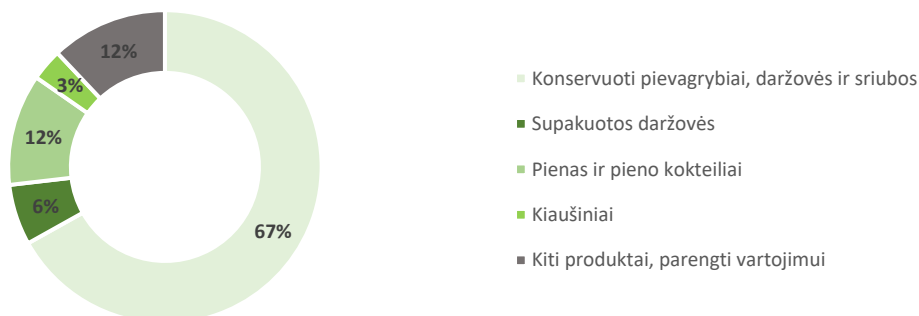 12%
3%
12%
6%
67%
Konservuoti pievagrybiai, daržovės ir sriubos
Supakuotos daržovės
Pienas ir pieno kokteiliai
Kiaušiniai
Kiti produktai, parengti vartojimui